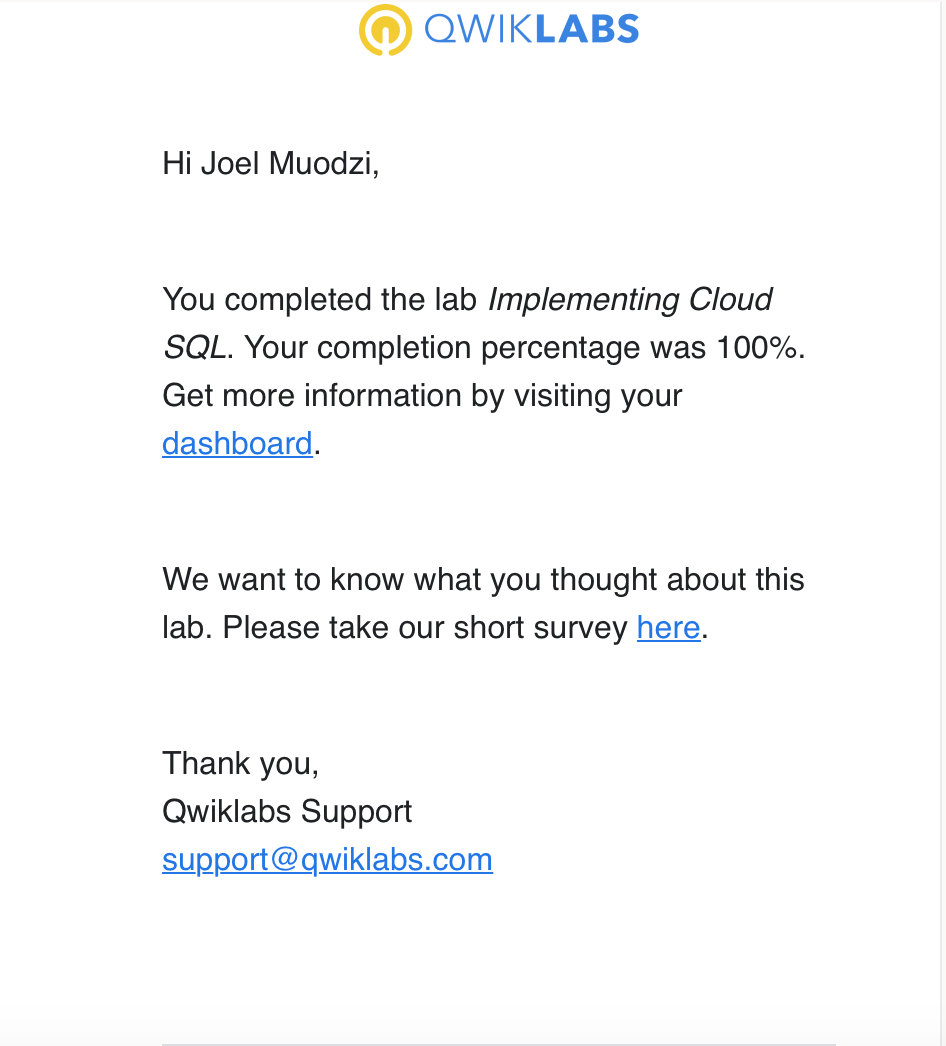 QWIKLABS
Hi Joel Muodzi,
You completed the lab Implementing Cloud
SQL. Your completion percentage was 100%.
Get more information by visiting your
dashboard.
We want to know what you thought about this
lab. Please take our short survey here.
Thank you,
Qwiklabs Support
support@qwiklabs.com